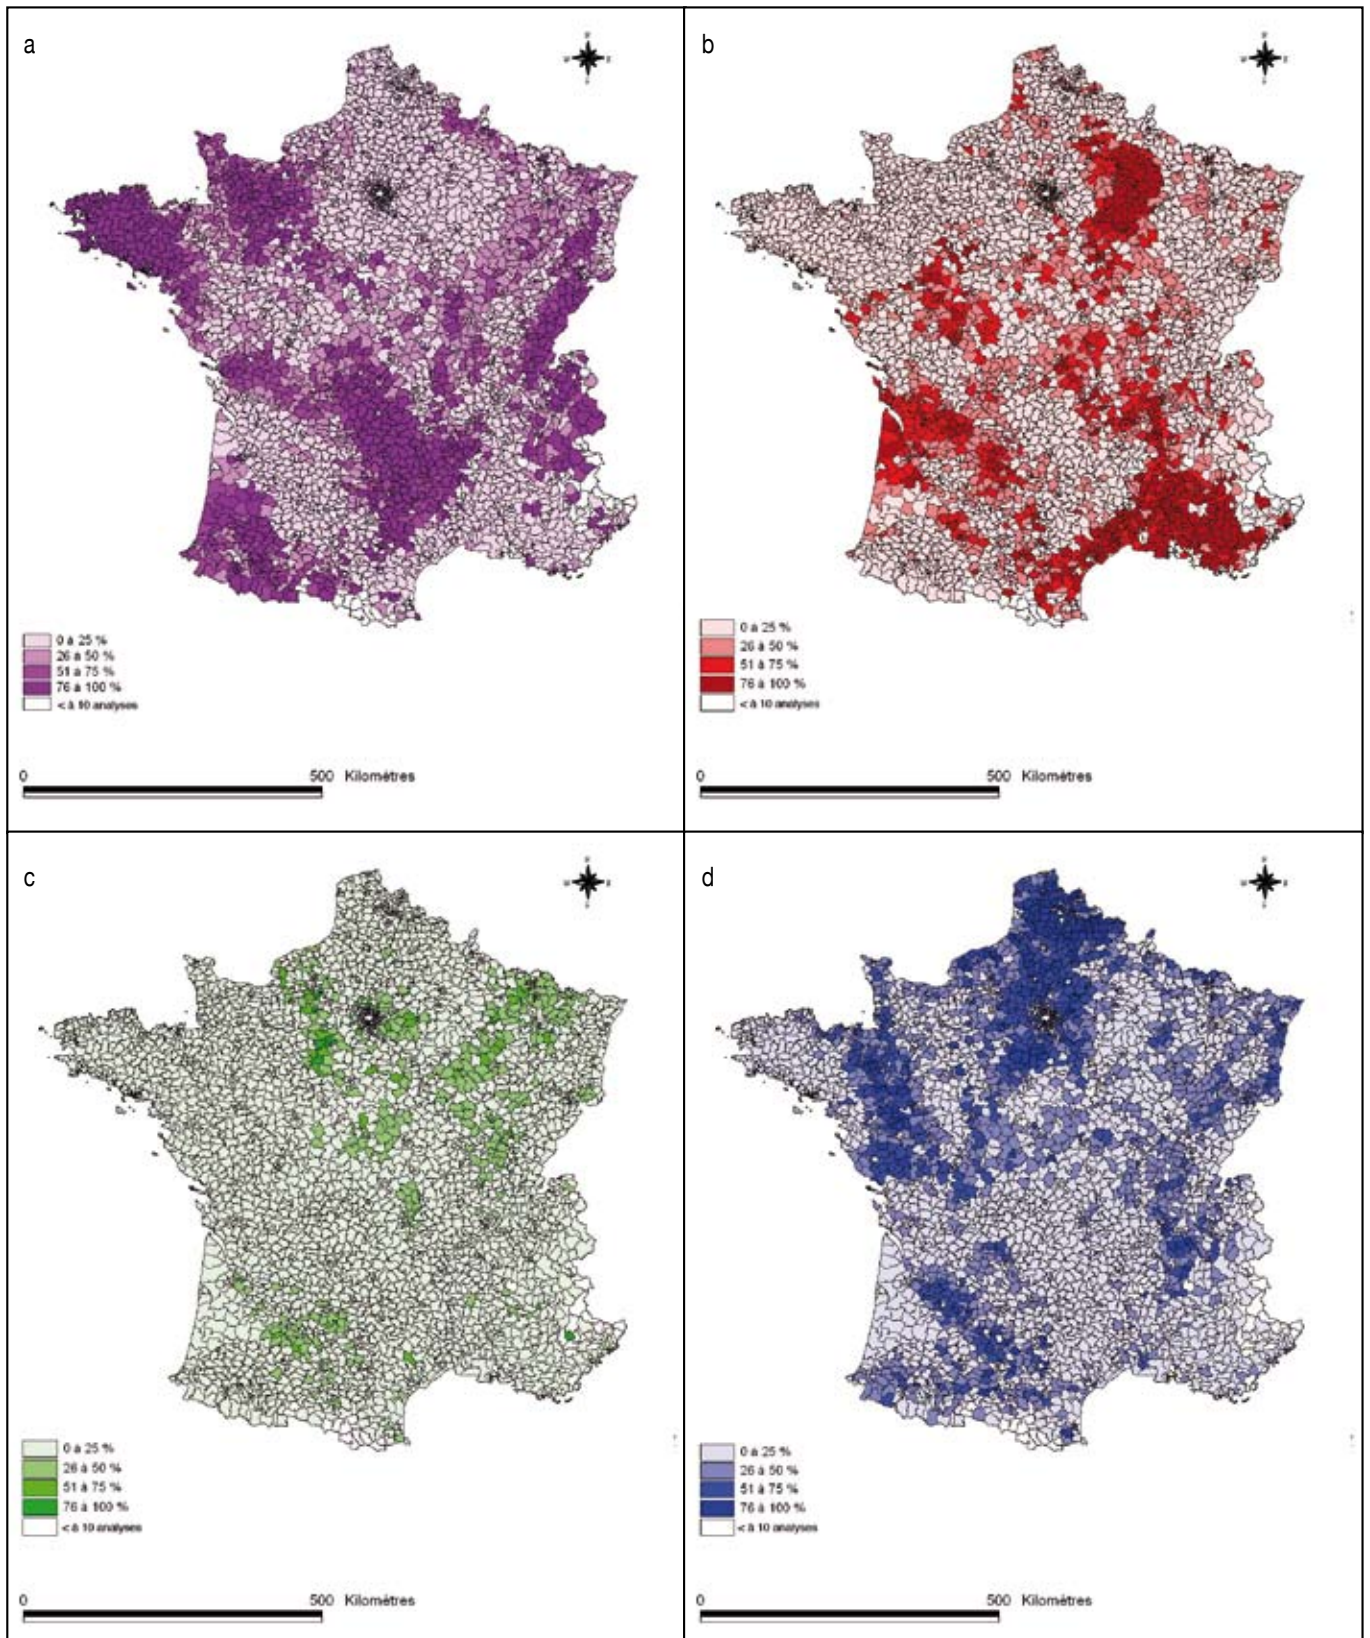 a
b
0 à 25 %
26 à 50 %
51 à 75 %
76 à 100 %
< à 10 analyses
0 à 25 %
26 à 50 %
51 à 75 %
76 à 100 %
< à 10 analyses
0 500 Kilomètres
0 500 Kilomètres
c
d
0 à 25 %
26 à 50 %
51 à 75 %
76 à 100 %
< à 10 analyses
0 à 25 %
26 à 50 %
51 à 75 %
76 à 100 %
< à 10 analyses
0 500 Kilomètres
0 500 Kilomètres